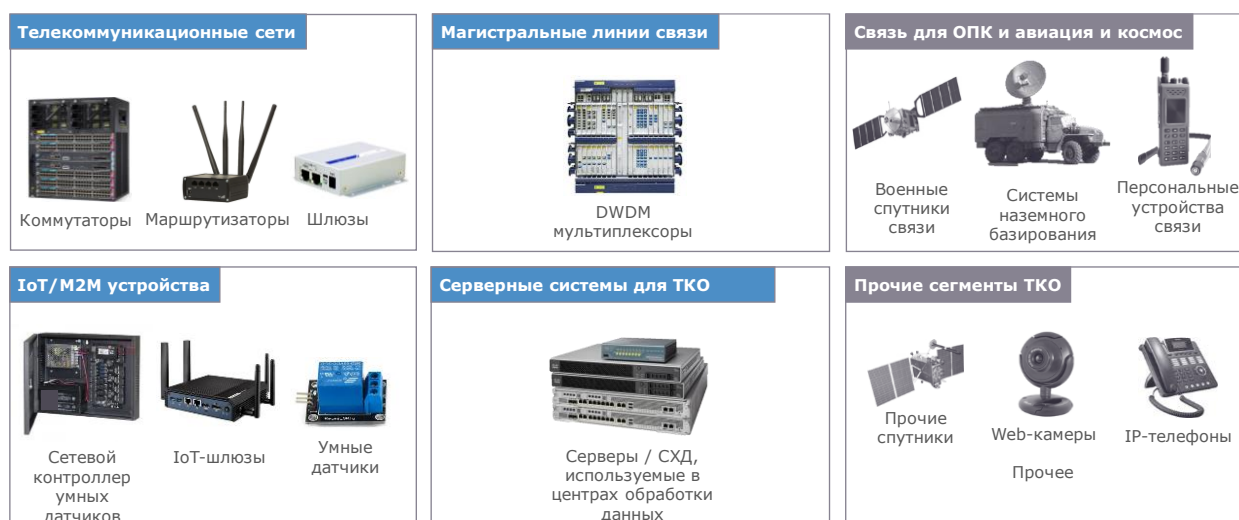 Телекоммуникационные сети
Коммутаторы
Маршрутизаторы
Шлюзы
Магистральные линии связи
DWDM
мультиплексоры
Связь для ОПК и авиация и космос
Военные
спутники
связи
Системы
наземного
базирования
Персональные
устройства
связи
IoT/M2M устройства
Сетевой
контроллер
умных
датчиков
IoT-шлюзы
Умные
датчики
Серверные системы для ТКО
Серверы / СХД,
используемые в
центрах обработки
данных
Прочие сегменты ТКО
Прочие
спутники
Web-камеры
IP-телефоны
Прочее